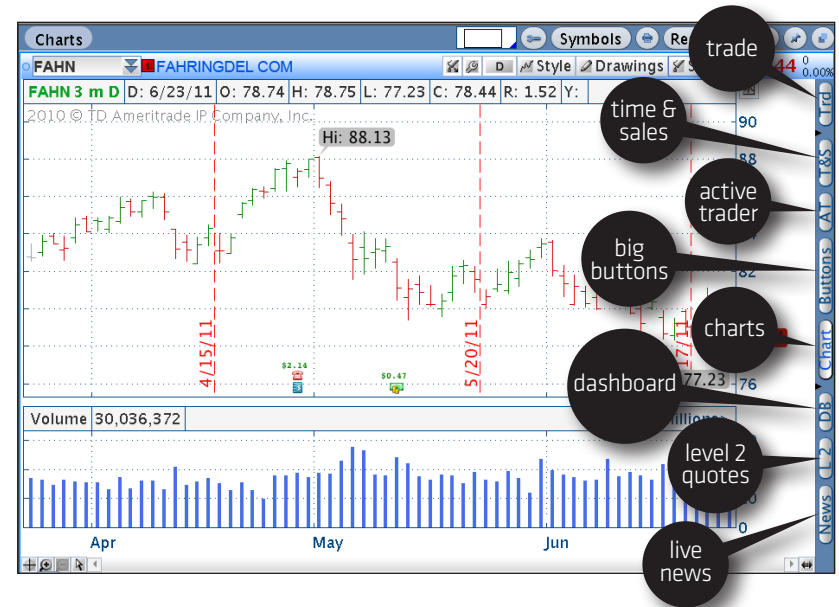 Charts
Symbols
Re
FAHN
FAHRINGDEL COM
D
Style
Drawings
S
44
0
0.00%
FAHN 3 m D
D: 6/23/11
O: 78.74
H: 78.75
L: 77.23
C: 78.44
R: 1.52
Y:
2010 © TD Ameritrade IP Company, Inc.
Hi: 88.13
90
88
82
76
77.23
4/15/11
5/20/11
17/11
$2.14
$0.47
Volume
30,036,372
0
Apr
May
Jun
trade
time &
sales
active
trader
big
buttons
charts
dashboard
level 2
quotes
live
news
Trd
T&S
AT
Buttons
Chart
DB
L 2
News